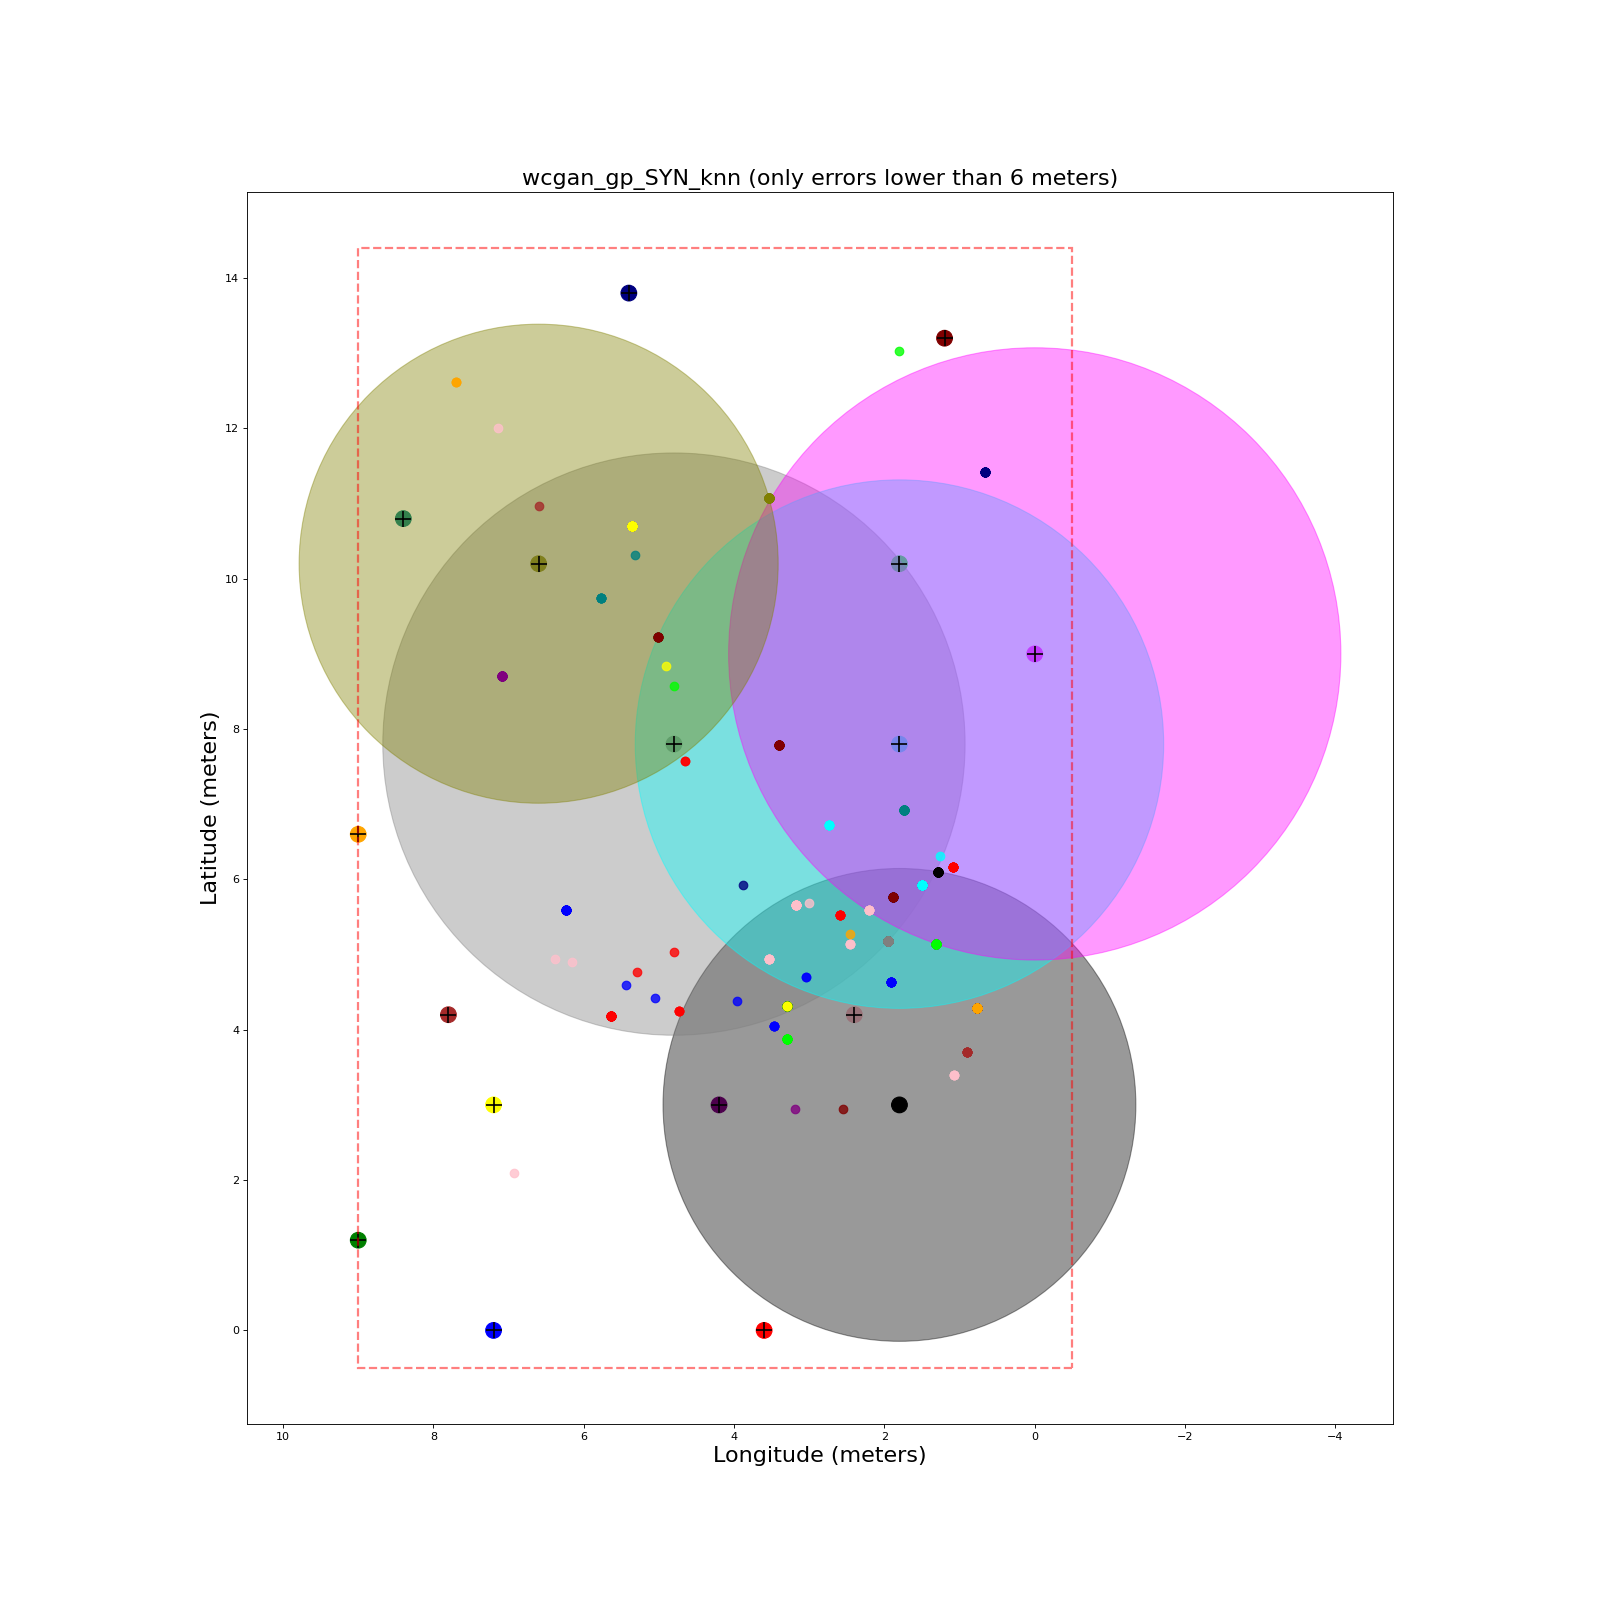 wcgan_gp_SYN_knn (only errors lower than 6 meters)
14
12
10
8
6
4
2
0
Latitude (meters)
10 8 6 4 2 0 −2 −4
Longitude (meters)